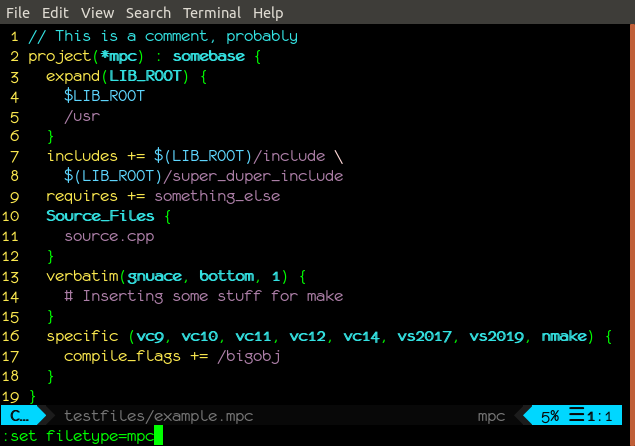 File Edit View Search Terminal Help
1 // This is a comment, probably
2 project(*mpc) : somebase {
3   expand(LIB_ROOT) {
4     $LIB_ROOT
5     /usr
6   }
7   includes += $(LIB_ROOT)/include \
8     $(LIB_ROOT)/super_duper_include
9   requires += something_else
10   Source_Files {
11     source.cpp
12   }
13   verbatim(gnuace, bottom, 1) {
14     # Inserting some stuff for make
15   }
16   specific (vc9, vc10, vc11, vc12, vc14, vs2017, vs2019, nmake) {
17     compile_flags += /bigobj
18   }
19 }
C… testfiles/example.mpc mpc 5% ☰1:1
:set filetype=mpc